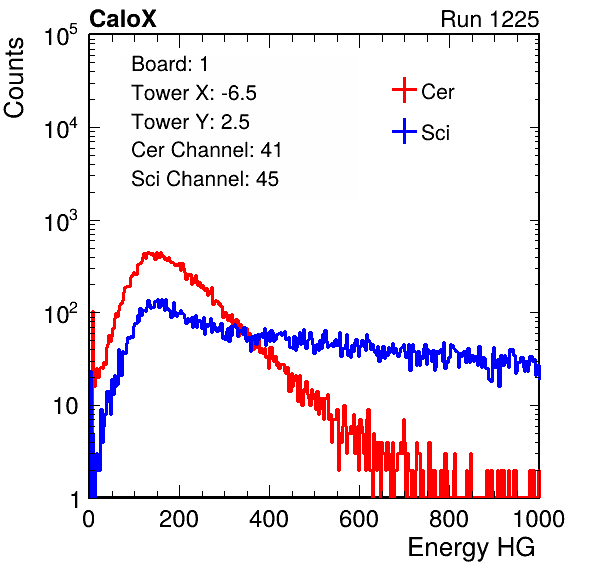 CaloX Run 1225
Counts
Board: 1
Tower X: -6.5
Tower Y: 2.5
Cer Channel: 41
Sci Channel: 45
Cer
Sci
10^5
10^4
10^3
10^2
10
1
0 200 400 600 800 1000
Energy HG